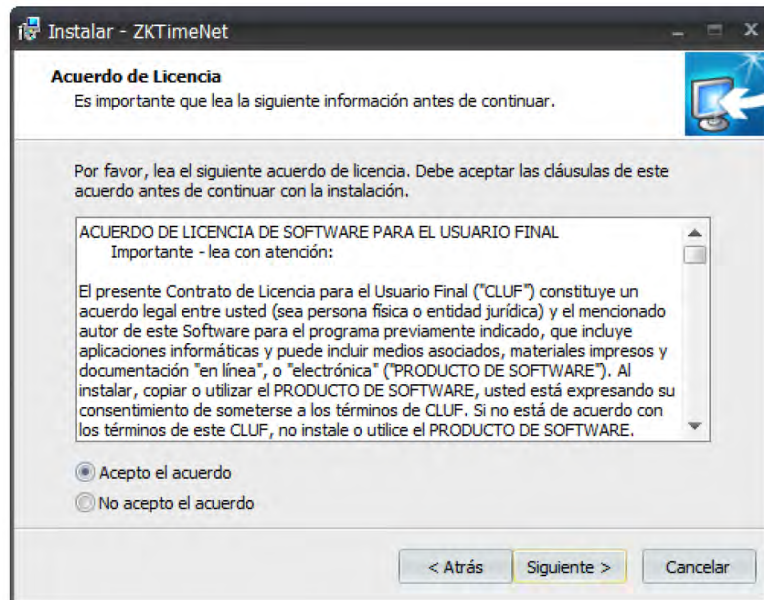 Instalar - ZKTimeNet
Acuerdo de Licencia
Es importante que lea la siguiente información antes de continuar.
Por favor, lea el siguiente acuerdo de licencia. Debe aceptar las cláusulas de este
acuerdo antes de continuar con la instalación.
ACUERDO DE LICENCIA DE SOFTWARE PARA EL USUARIO FINAL
Importante - lea con atención:
El presente Contrato de Licencia para el Usuario Final ("CLUF") constituye un
acuerdo legal entre usted (sea persona física o entidad jurídica) y el mencionado
autor de este Software para el programa previamente indicado, que incluye
aplicaciones informáticas y puede incluir medios asociados, materiales impresos y
documentación "en línea", o "electrónica" ("PRODUCTO DE SOFTWARE"). Al
instalar, copiar o utilizar el PRODUCTO DE SOFTWARE, usted está expresando su
consentimiento de someterse a los términos de CLUF. Si no está de acuerdo con
los términos de este CLUF, no instale o utilice el PRODUCTO DE SOFTWARE.
Acepto el acuerdo
No acepto el acuerdo
< Atrás Siguiente > Cancelar